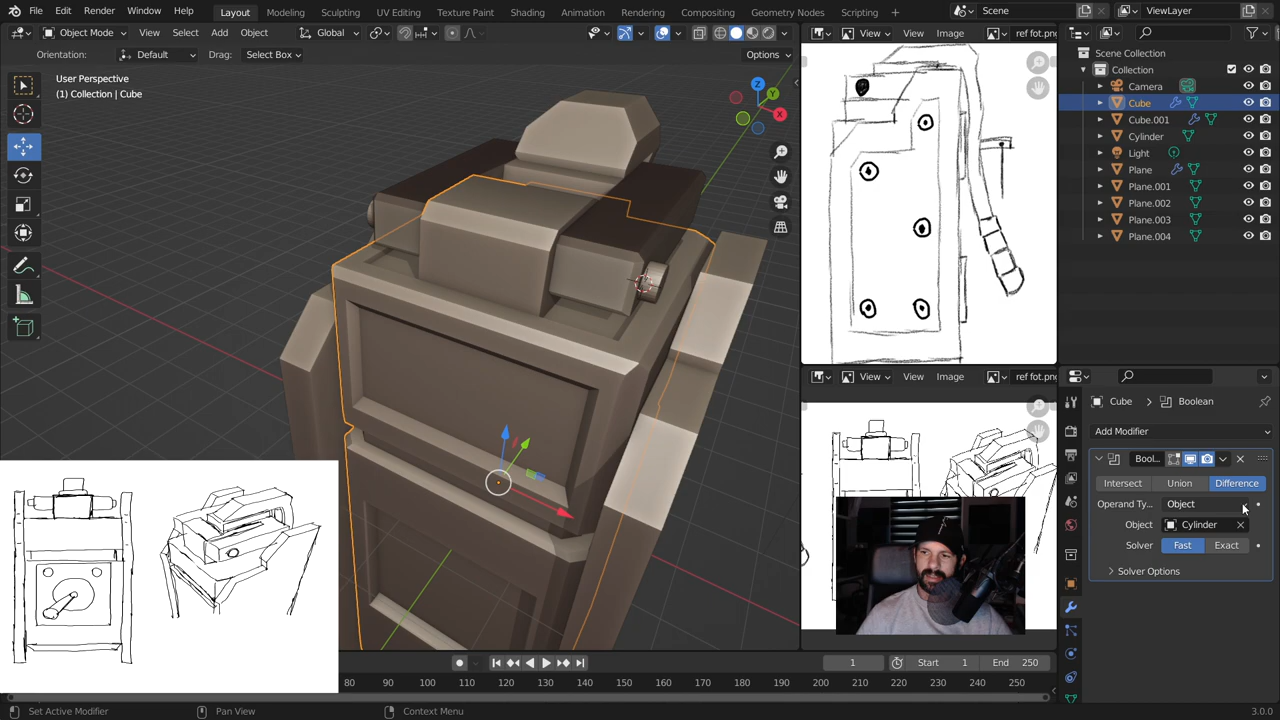 File Edit Render Window Help
Layout Modeling Sculpting UV Editing Texture Paint Shading Animation Rendering Compositing Geometry Nodes Scripting
Scene
ViewLayer
Object Mode View Select Add Object
Global
Orientation: Default Drag: Select Box
Options
User Perspective
(1) Collection | Cube
Z
Y
X
View View Image ref fot.png
View View Image ref fot.png
Scene Collection
Collection
Camera
Cube
Cube.001
Cylinder
Light
Plane
Plane.001
Plane.002
Plane.003
Plane.004
Cube > Boolean
Add Modifier
Bool...
Intersect Union Difference
Operand Ty... Object
Object Cylinder
Solver Fast Exact
Solver Options
1 Start 1 End 250
80 90 100 110 120 130 140 150 160 170 180 190 200 210 220 230 240 250
Set Active Modifier Pan View Context Menu 3.0.0